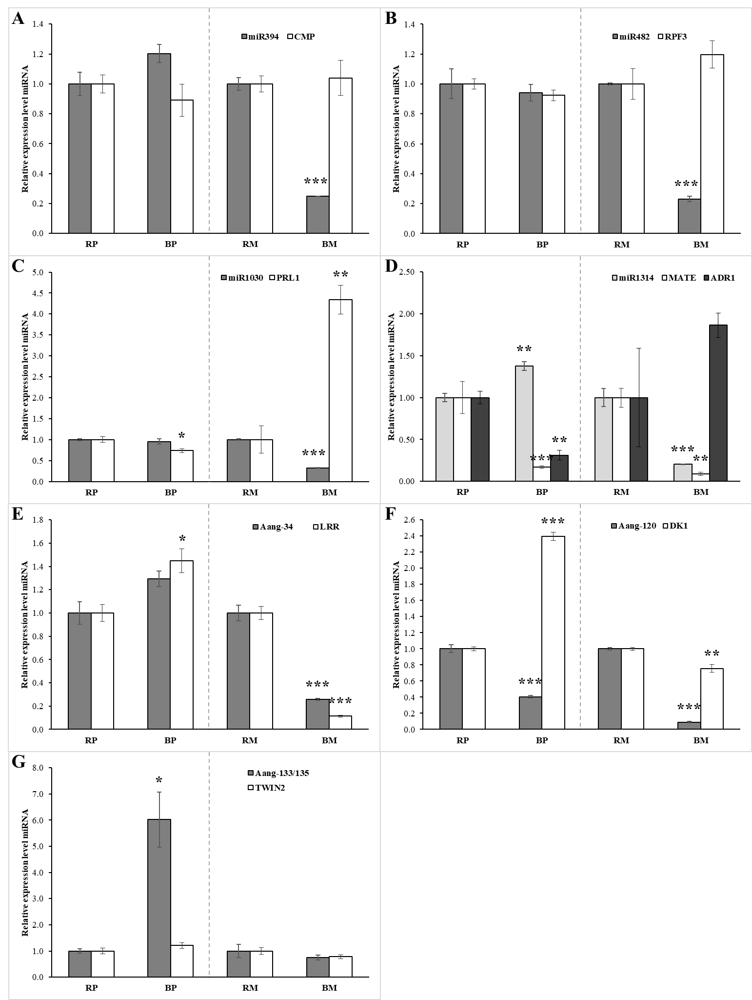 A
Relative expression level miRNA
miR394 CMP
1.4
1.2
1.0
0.8
0.6
0.4
0.2
0.0
***
RP BP RM BM
B
Relative expression level miRNA
miR482 RPF3
1.4
1.2
1.0
0.8
0.6
0.4
0.2
0.0
***
RP BP RM BM
C
Relative expression level miRNA
miR1030 PRL1
5.0
4.5
4.0
3.5
3.0
2.5
2.0
1.5
1.0
0.5
0.0
* *** **
RP BP RM BM
D
Relative expression level miRNA
miR1314 MATE ADR1
2.50
2.00
1.50
1.00
0.50
0.00
** *** ** *** **
RP BP RM BM
E
Relative expression level miRNA
Aang-34 LRR
1.8
1.6
1.4
1.2
1.0
0.8
0.6
0.4
0.2
0.0
* *** ***
RP BP RM BM
F
Relative expression level miRNA
Aang-120 DK1
2.6
2.4
2.2
2.0
1.8
1.6
1.4
1.2
1.0
0.8
0.6
0.4
0.2
0.0
*** *** *** **
RP BP RM BM
G
Relative expression level miRNA
Aang-133/135
TWIN2
8.0
7.0
6.0
5.0
4.0
3.0
2.0
1.0
0.0
*
RP BP RM BM